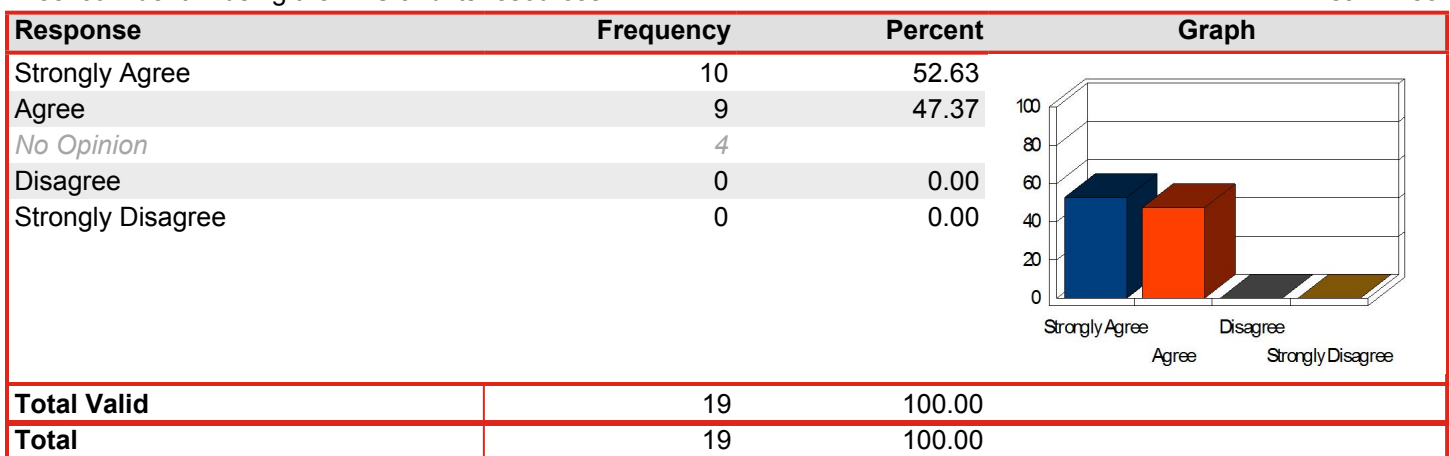 Response Frequency Percent Graph
Strongly Agree 10 52.63
Agree 9 47.37
No Opinion 4
Disagree 0 0.00
Strongly Disagree 0 0.00
100
80
60
40
20
0
Strongly Agree Disagree
Agree Strongly Disagree
Total Valid 19 100.00
Total 19 100.00